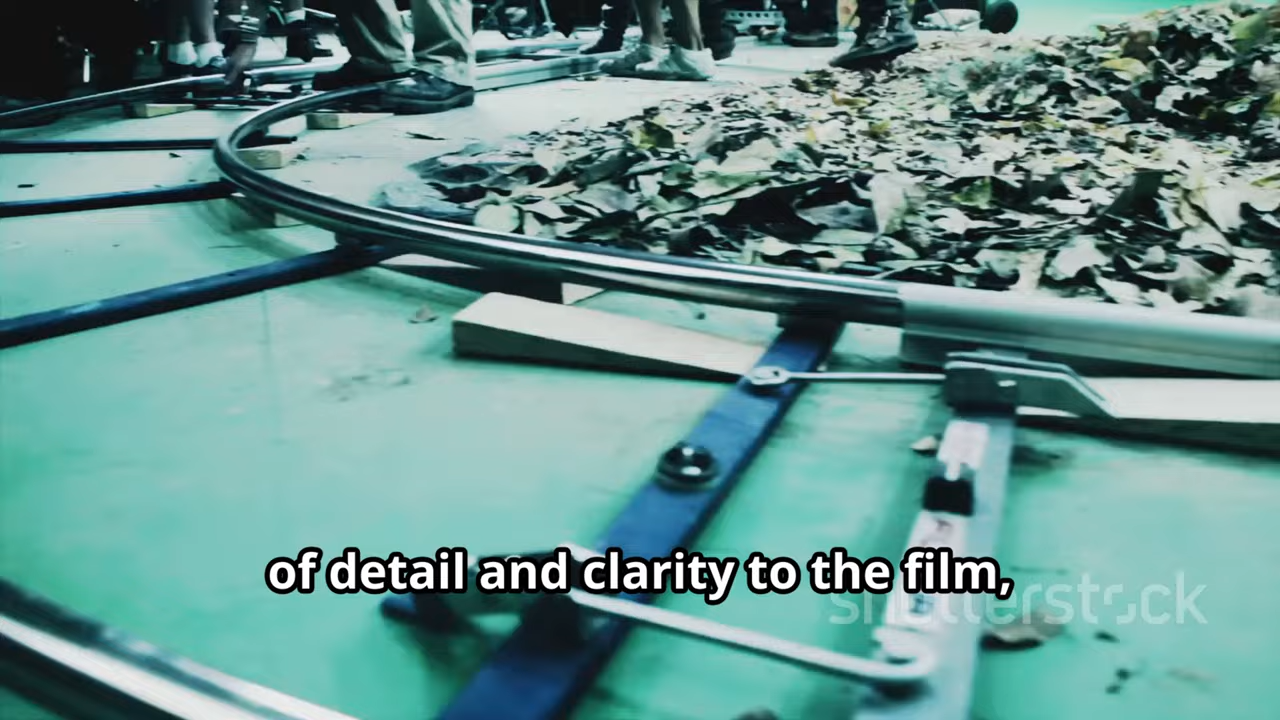 of detail and clarity to the film,
shutterstock